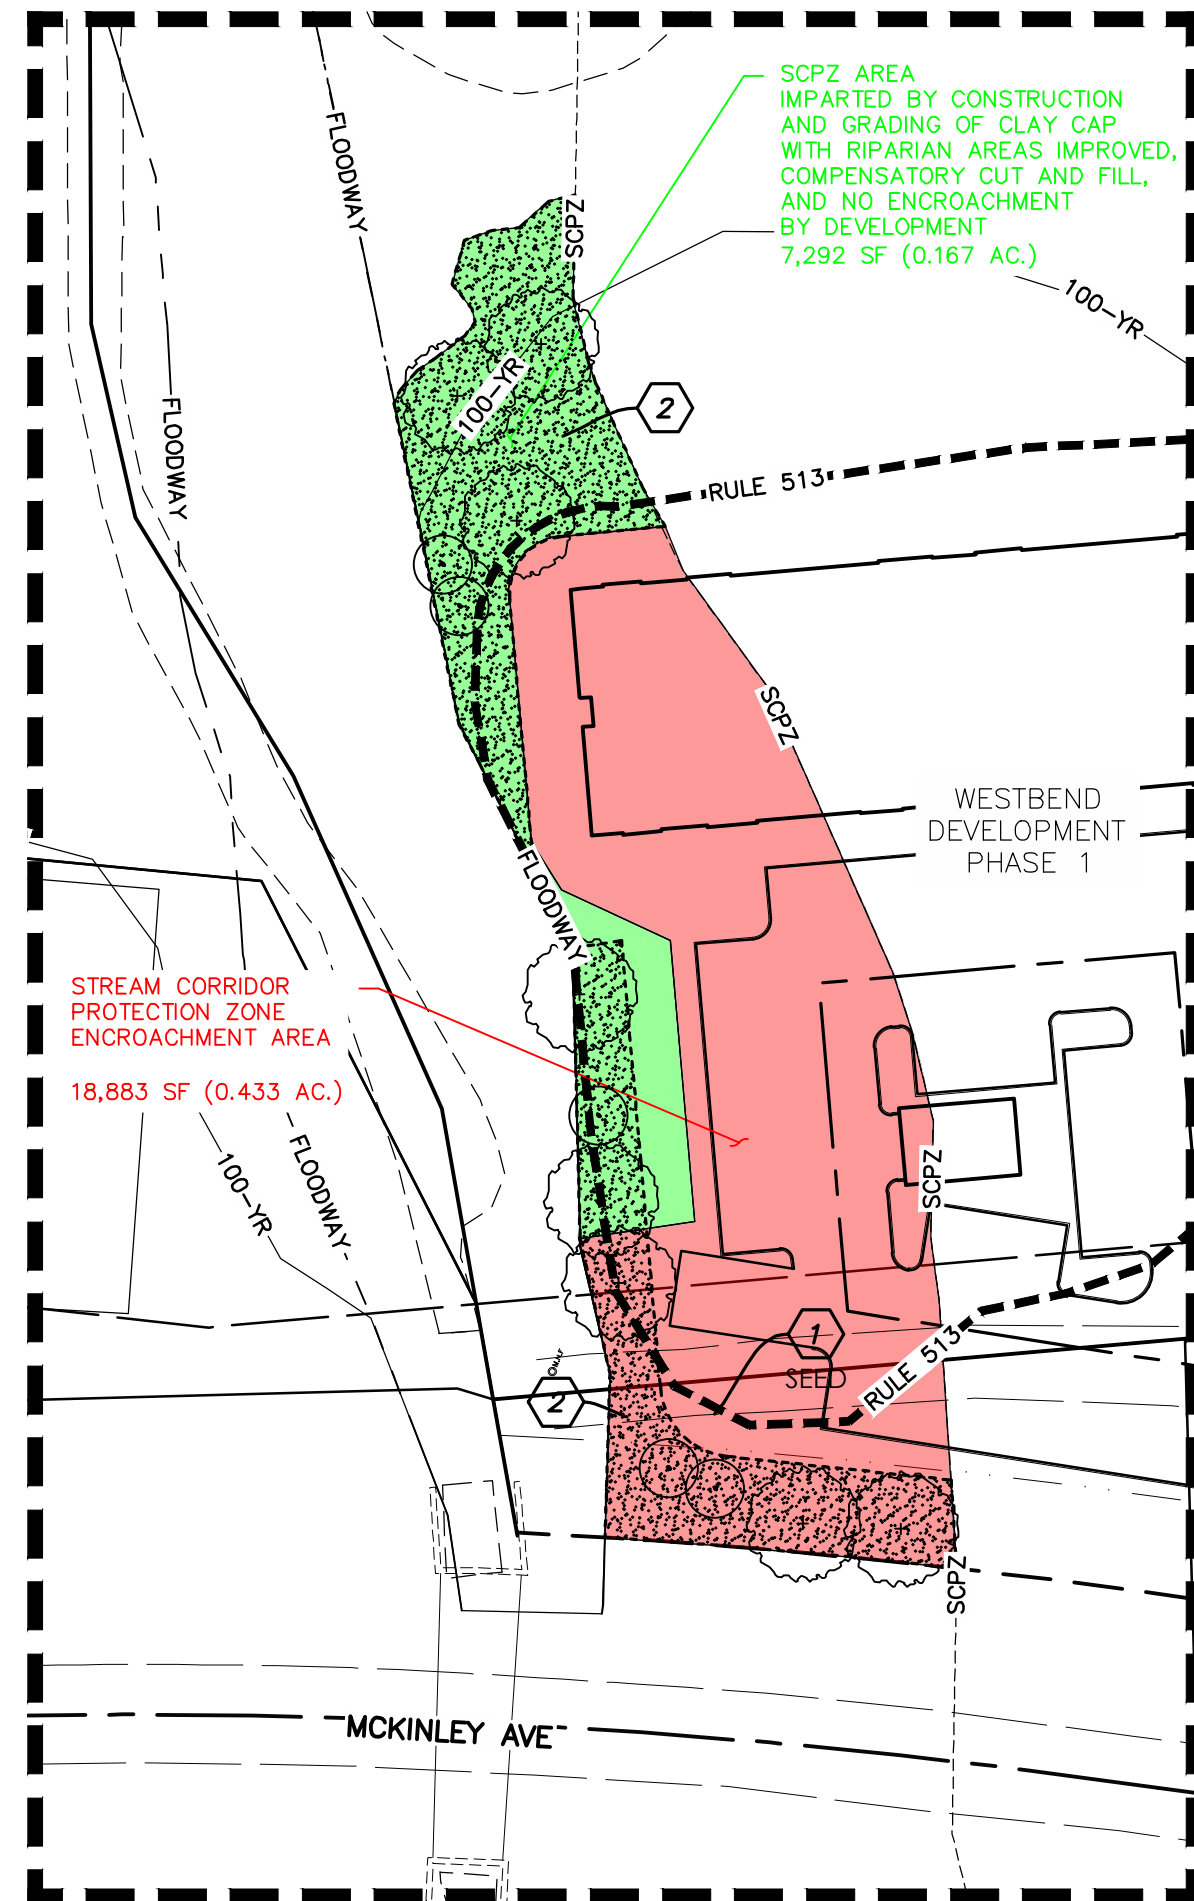 SCPZ AREA
IMPARTED BY CONSTRUCTION
AND GRADING OF CLAY CAP
WITH RIPARIAN AREAS IMPROVED,
COMPENSATORY CUT AND FILL,
AND NO ENCROACHMENT
BY DEVELOPMENT
7,292 SF (0.167 AC.)
FLOODWAY
SCPZ
100-YR
100-YR
2
FLOODWAY
RULE 513
SCPZ
WESTBEND
DEVELOPMENT
PHASE 1
FLOODWAY
STREAM CORRIDOR
PROTECTION ZONE
ENCROACHMENT AREA
18,883 SF (0.433 AC.)
FLOODWAY
100-YR
SCPZ
1
SEED
RULE 513
2
SCPZ
MCKINLEY AVE